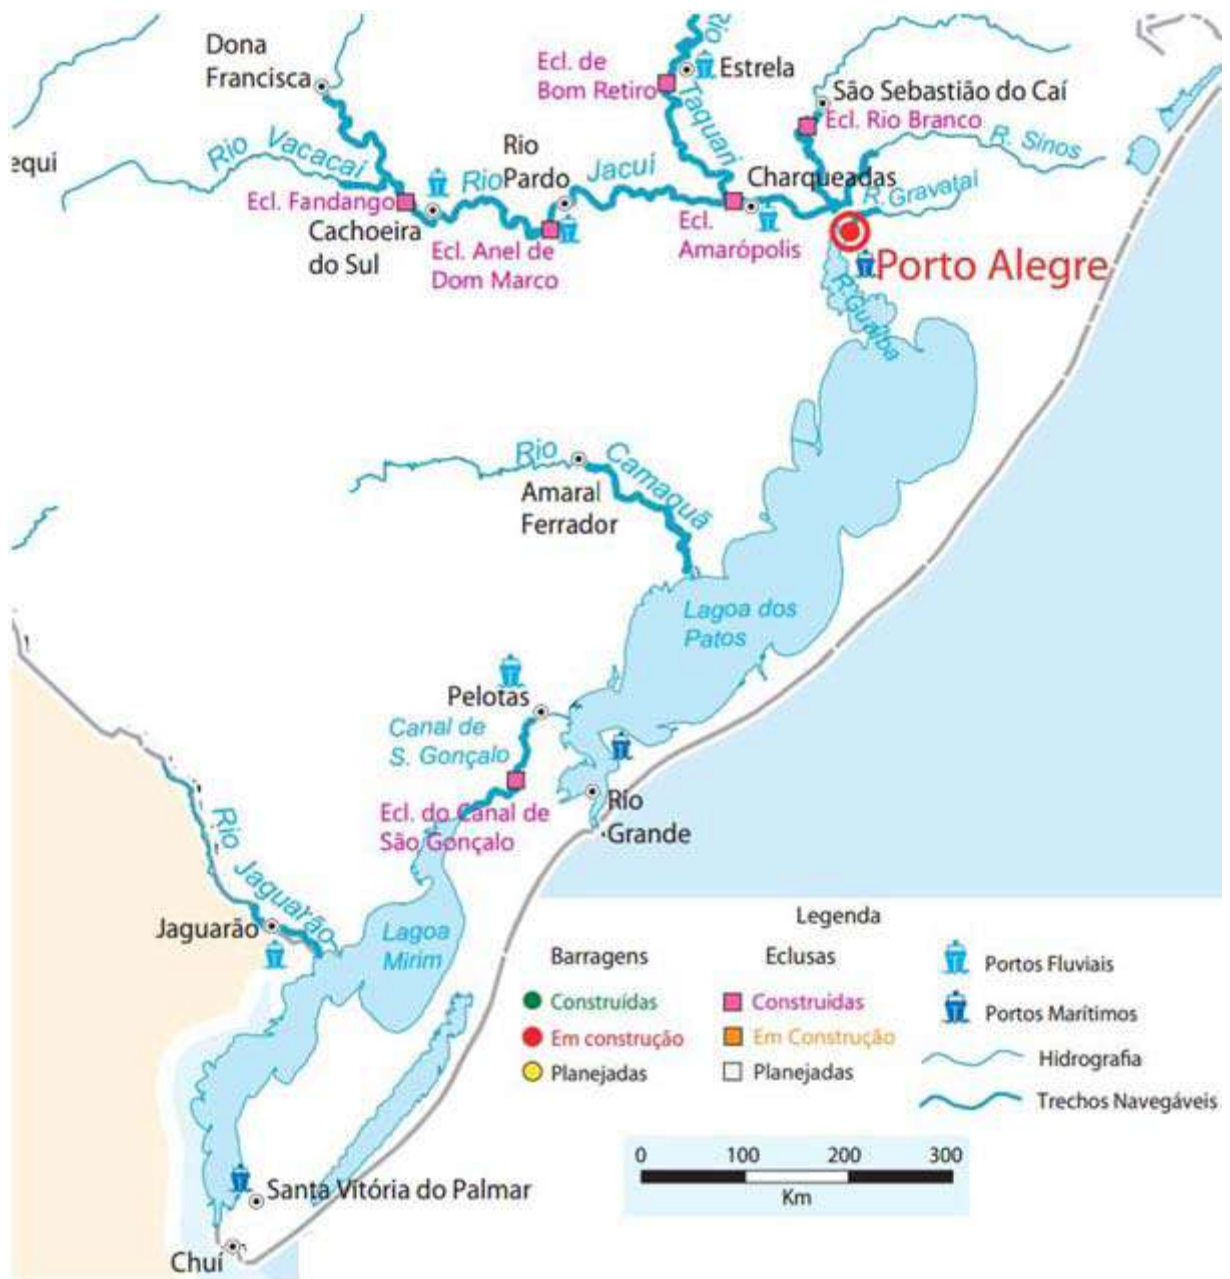 Dona
Francisca
Ecl. de
Bom Retiro
Rio
Taquari
Estrela
São Sebastião do Caí
Ecl. Rio Branco
R. Sinos
equi
Rio Vacacaí
Rio
Pardo
Rio Jacuí
Charqueadas
R. Gravataí
Ecl. Fandango
Cachoeira
do Sul
Ecl. Anel de
Dom Marco
Ecl.
Amarópolis
Porto Alegre
R. Guaíba
Rio Camaquã
Amaral
Ferrador
Lagoa dos
Patos
Pelotas
Canal de
S. Gonçalo
Ecl. do Canal de
São Gonçalo
Rio
Grande
Rio Jaguarão
Jaguarão
Lagoa
Mirim
Santa Vitória do Palmar
Chuí
Legenda
Barragens
Construídas
Em construção
Planejadas
Eclusas
Construídas
Em Construção
Planejadas
Portos Fluviais
Portos Marítimos
Hidrografia
Trechos Navegáveis
0 100 200 300
Km